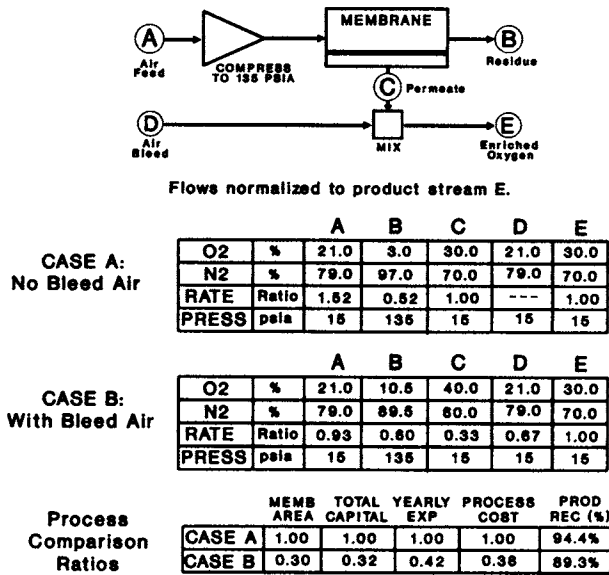 A
MEMBRANE
B
Air
Feed
COMPRESS
TO 135 PSIA
Residue
C
Permeate
D
E
Air
Bleed
MIX
Enriched
Oxygen
Flows normalized to product stream E.
A B C D E
CASE A:
No Bleed Air
O2 % 21.0 3.0 30.0 21.0 30.0
N2 % 79.0 97.0 70.0 79.0 70.0
RATE Ratio 1.52 0.52 1.00 --- 1.00
PRESS psia 15 135 15 15 15
A B C D E
CASE B:
With Bleed Air
O2 % 21.0 10.5 40.0 21.0 30.0
N2 % 79.0 89.5 60.0 79.0 70.0
RATE Ratio 0.93 0.60 0.33 0.67 1.00
PRESS psia 15 135 15 15 15
Process
Comparison
Ratios
MEMB AREA TOTAL CAPITAL YEARLY EXP PROCESS COST PROD REC (%)
CASE A 1.00 1.00 1.00 1.00 94.4%
CASE B 0.30 0.32 0.42 0.38 89.3%